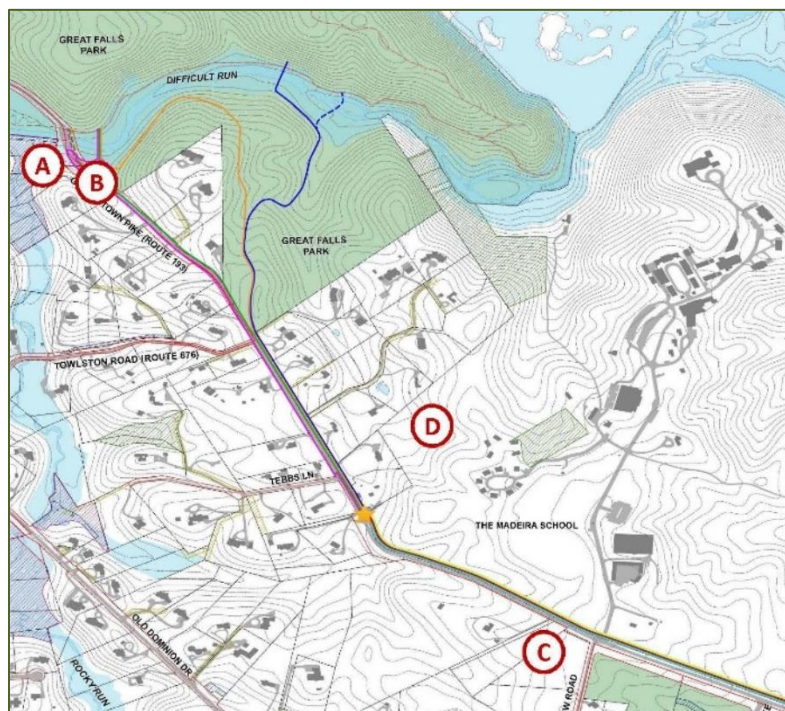 GREAT FALLS
PARK
DIFFICULT RUN
A
B
TOWN PIKE (ROUTE 193)
GREAT FALLS
PARK
TOWLSTON ROAD (ROUTE 676)
D
TEBBS LN.
THE MADEIRA SCHOOL
OLD DOMINION DR
C
ROCKY RUN